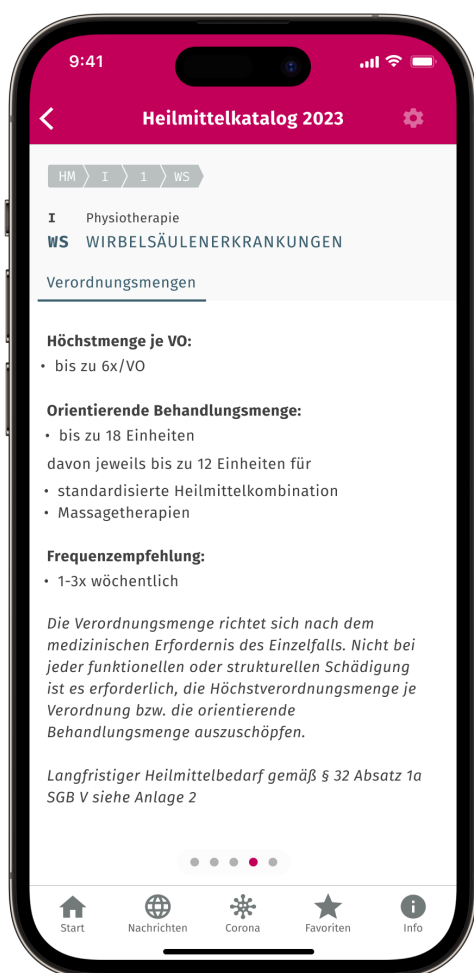 9:41
Heilmittelkatalog 2023
HM I 1 WS
I Physiotherapie
WS WIRBELSÄULENERKRANKUNGEN
Verordnungsmengen
Höchstmenge je VO:
• bis zu 6x/VO
Orientierende Behandlungsmenge:
• bis zu 18 Einheiten
davon jeweils bis zu 12 Einheiten für
• standardisierte Heilmittelkombination
• Massagetherapien
Frequenzempfehlung:
• 1-3x wöchentlich
Die Verordnungsmenge richtet sich nach dem
medizinischen Erfordernis des Einzelfalls. Nicht bei
jeder funktionellen oder strukturellen Schädigung
ist es erforderlich, die Höchstverordnungsmenge je
Verordnung bzw. die orientierende
Behandlungsmenge auszuschöpfen.
Langfristiger Heilmittelbedarf gemäß § 32 Absatz 1a
SGB V siehe Anlage 2
Start Nachrichten Corona Favoriten Info